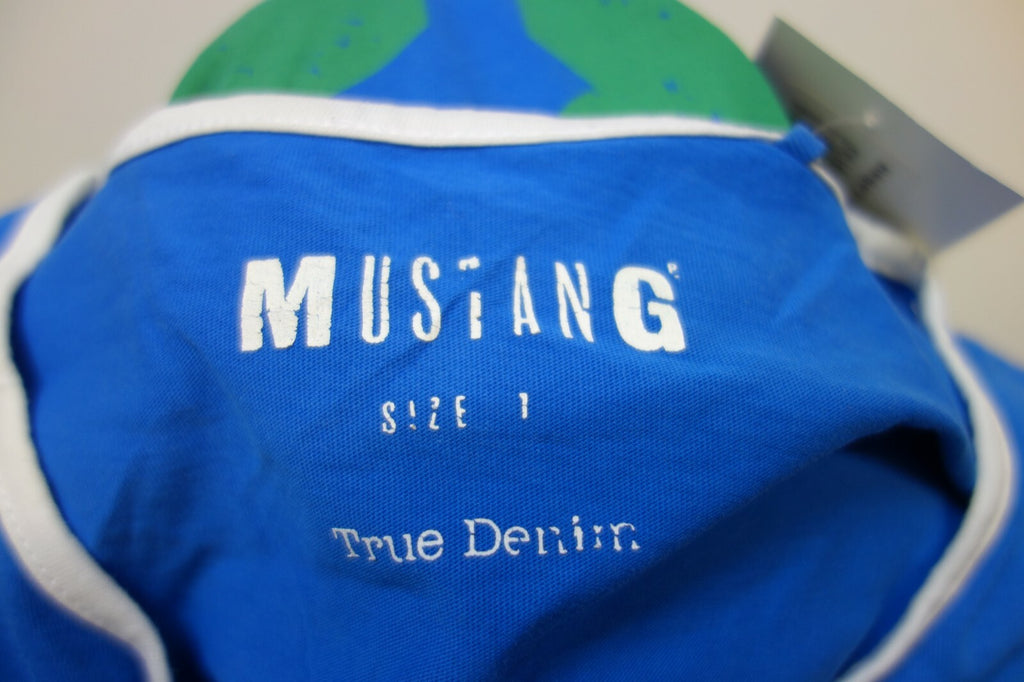 MUSTANG
SIZE 1
True Denim